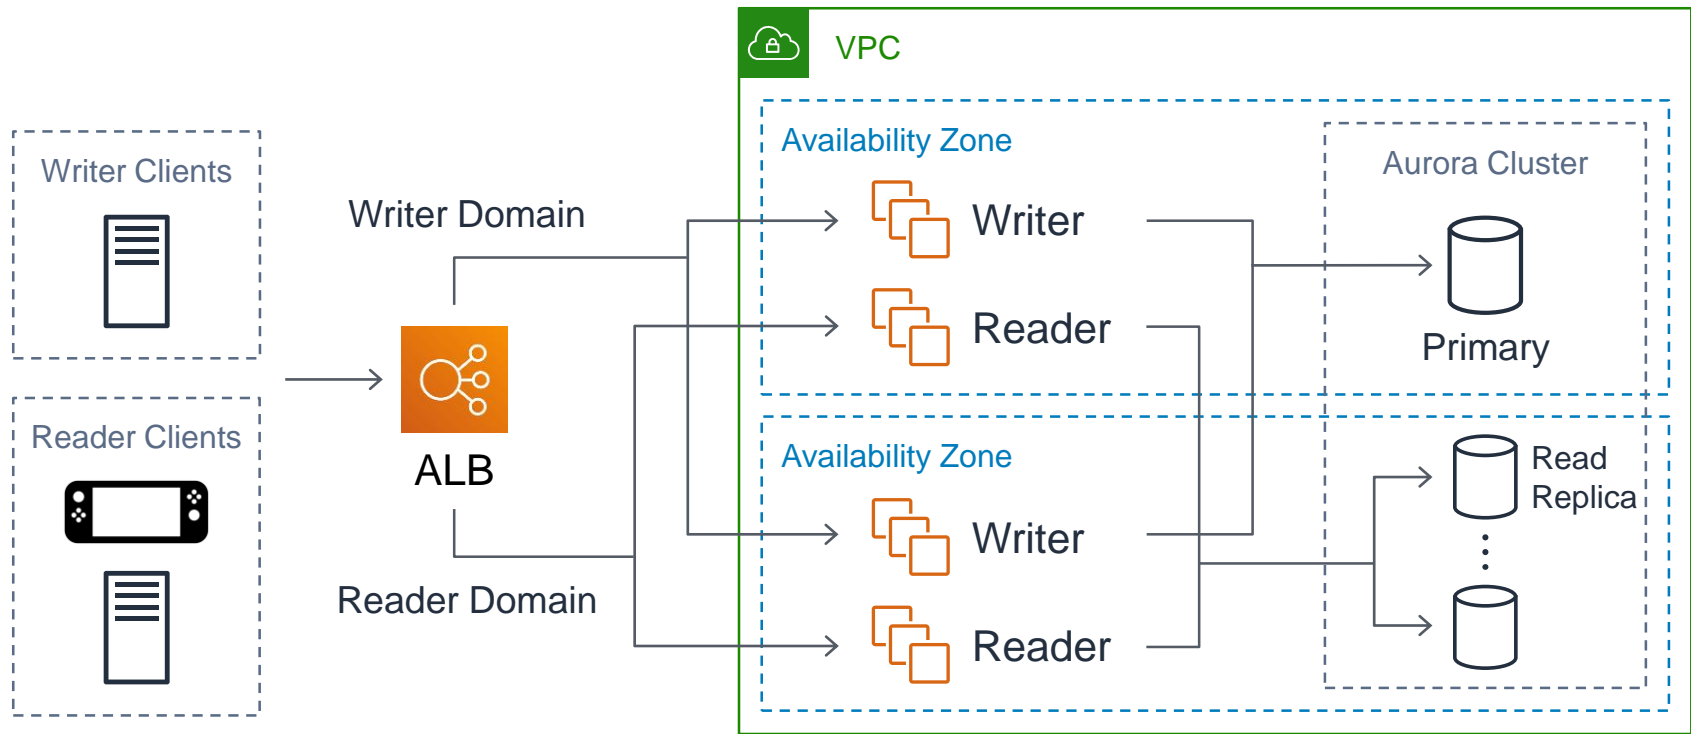 VPC
Writer Clients
Reader Clients
Writer Domain
ALB
Reader Domain
Availability Zone
Writer
Reader
Availability Zone
Writer
Reader
Aurora Cluster
Primary
Read
Replica